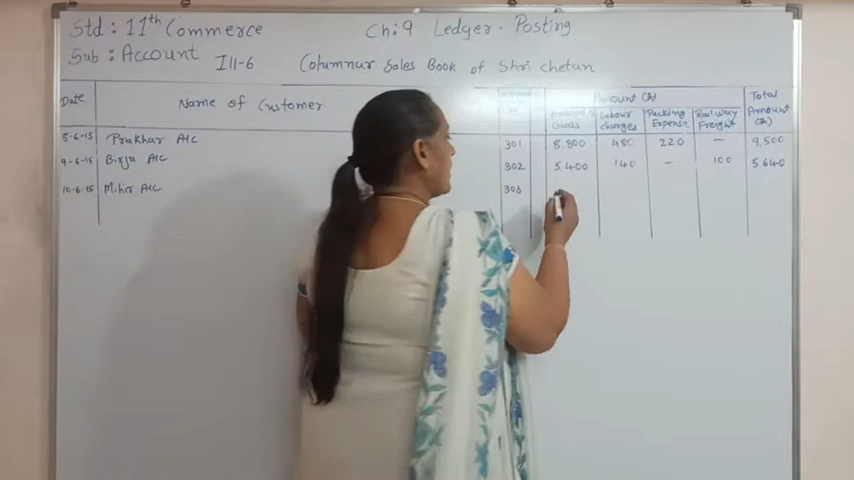 Std : 11th Commerce Ch: 9 Ledger - Posting
Sub : Account Ill-6 Columnar Sales Book of Shri Chetan
Date Name of Customer Amount (₹) Total Amount (₹)
Amount of Goods Labour charges Packing Expense Railway Freight
8-6-15 Prakhar A/c 301 8,800 480 220 — 9,500
9-6-15 Birju A/c 302 5,400 140 — 100 5640
10-6-15 Mihir A/c 303